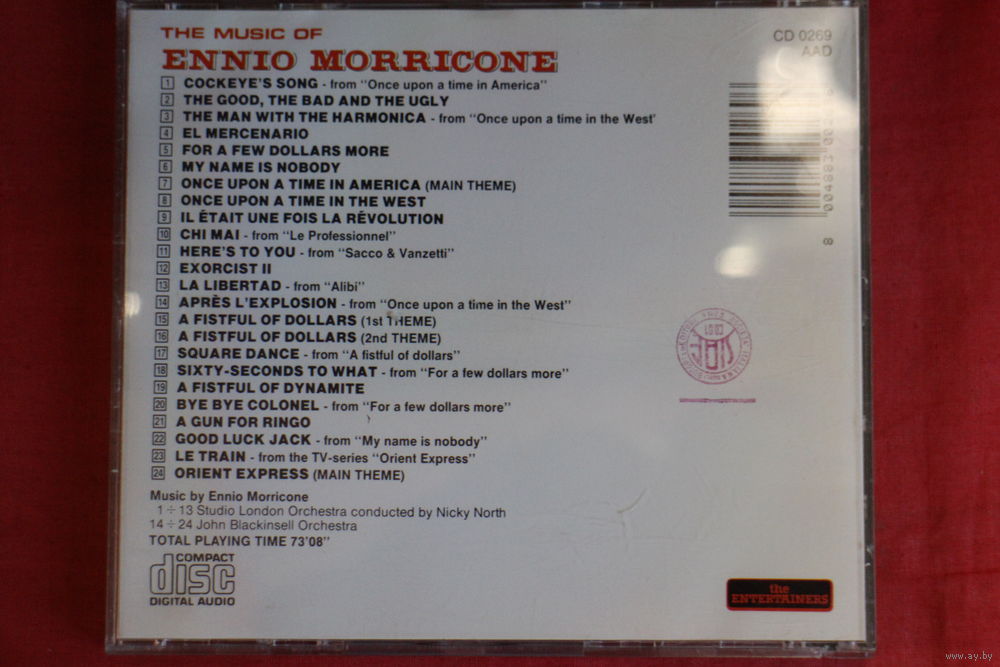 THE MUSIC OF
ENNIO MORRICONE
CD 0269
AAD
1 COCKEYE'S SONG - from "Once upon a time in America"
2 THE GOOD, THE BAD AND THE UGLY
3 THE MAN WITH THE HARMONICA - from "Once upon a time in the West'
4 EL MERCENARIO
5 FOR A FEW DOLLARS MORE
6 MY NAME IS NOBODY
7 ONCE UPON A TIME IN AMERICA (MAIN THEME)
8 ONCE UPON A TIME IN THE WEST
9 IL ÉTAIT UNE FOIS LA RÉVOLUTION
10 CHI MAI - from "Le Professionnel"
11 HERE'S TO YOU - from "Sacco & Vanzetti"
12 EXORCIST II
13 LA LIBERTAD - from "Alibi"
14 APRÈS L'EXPLOSION - from "Once upon a time in the West"
15 A FISTFUL OF DOLLARS (1st THEME)
16 A FISTFUL OF DOLLARS (2nd THEME)
17 SQUARE DANCE - from "A fistful of dollars"
18 SIXTY-SECONDS TO WHAT - from "For a few dollars more"
19 A FISTFUL OF DYNAMITE
20 BYE BYE COLONEL - from "For a few dollars more"
21 A GUN FOR RINGO
22 GOOD LUCK JACK - from "My name is nobody"
23 LE TRAIN - from the TV-series "Orient Express"
24 ORIENT EXPRESS (MAIN THEME)
Music by Ennio Morricone
1 ÷ 13 Studio London Orchestra conducted by Nicky North
14 ÷ 24 John Blackinsell Orchestra
TOTAL PLAYING TIME 73'08"
COMPACT
disc
DIGITAL AUDIO
SIAE
the
ENTERTAINERS
www.ay.by